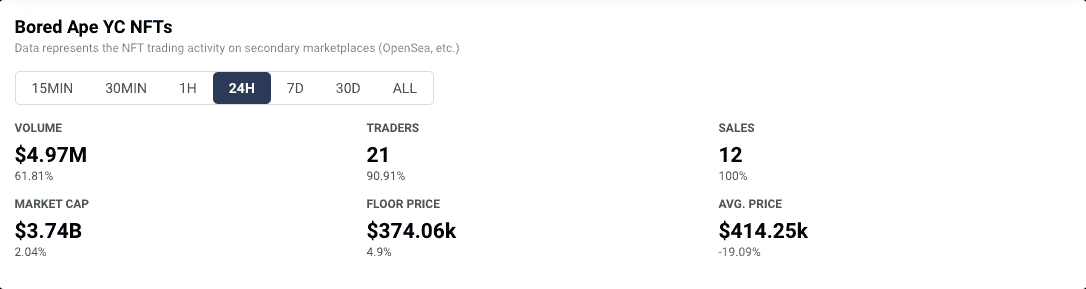 Bored Ape YC NFTs
Data represents the NFT trading activity on secondary marketplaces (OpenSea, etc.)
15MIN 30MIN 1H 24H 7D 30D ALL
VOLUME TRADERS SALES
$4.97M 21 12
61.81% 90.91% 100%
MARKET CAP FLOOR PRICE AVG. PRICE
$3.74B $374.06k $414.25k
2.04% 4.9% -19.09%